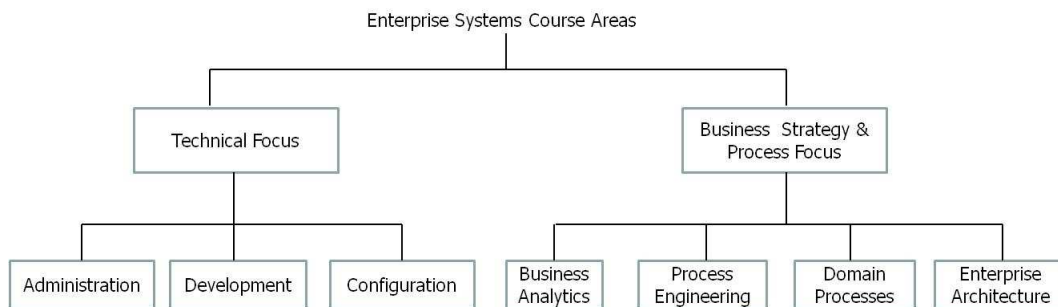 Enterprise Systems Course Areas
Technical Focus
Business Strategy &
Process Focus
Administration
Development
Configuration
Business
Analytics
Process
Engineering
Domain
Processes
Enterprise
Architecture